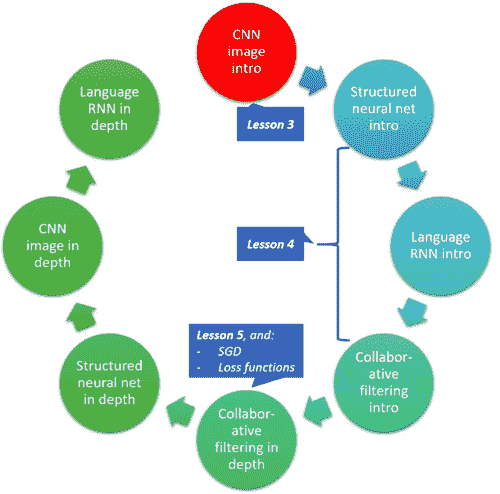 CNN
image
intro
Structured
neural net
intro
Lesson 3
Language
RNN intro
Lesson 4
Collabor-
ative
filtering
intro
Lesson 5, and:
- SGD
- Loss functions
Collabor-
ative
filtering in
depth
Structured
neural net
in depth
CNN
image in
depth
Language
RNN in
depth